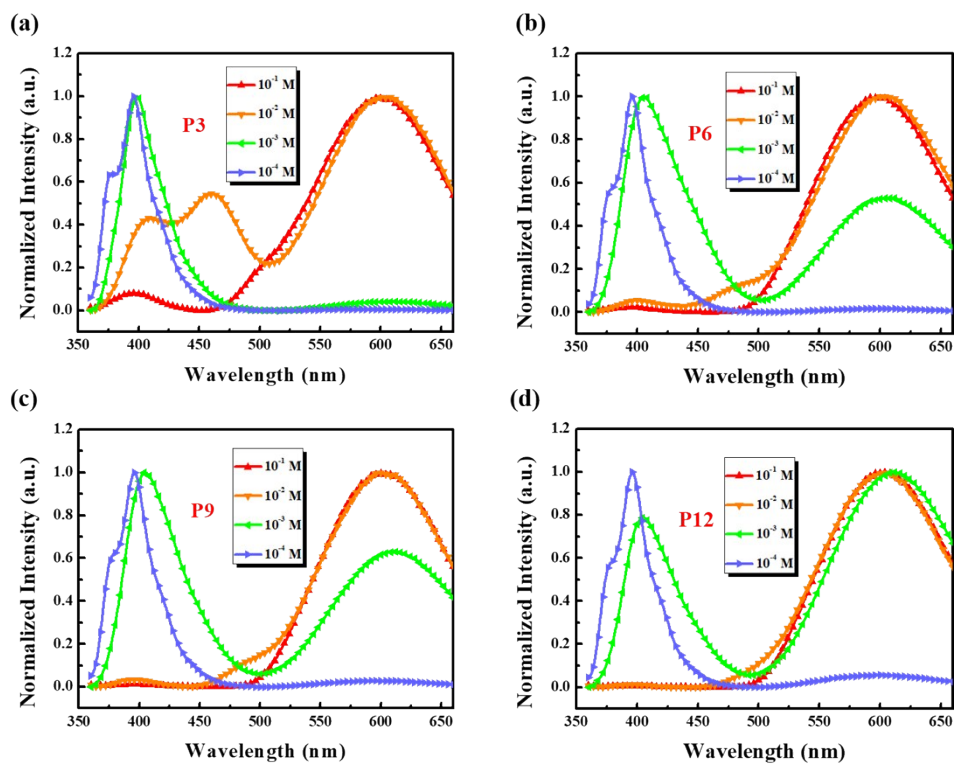 (a)
1.2
1.0
0.8
0.6
0.4
0.2
0.0
Normalized Intensity (a.u.)
P3
10⁻¹ M
10⁻² M
10⁻³ M
10⁻⁴ M
350 400 450 500 550 600 650
Wavelength (nm)
(b)
1.2
1.0
0.8
0.6
0.4
0.2
0.0
Normalized Intensity (a.u.)
P6
10⁻¹ M
10⁻² M
10⁻³ M
10⁻⁴ M
350 400 450 500 550 600 650
Wavelength (nm)
(c)
1.2
1.0
0.8
0.6
0.4
0.2
0.0
Normalized Intensity (a.u.)
P9
10⁻¹ M
10⁻² M
10⁻³ M
10⁻⁴ M
350 400 450 500 550 600 650
Wavelength (nm)
(d)
1.2
1.0
0.8
0.6
0.4
0.2
0.0
Normalized Intensity (a.u.)
P12
10⁻¹ M
10⁻² M
10⁻³ M
10⁻⁴ M
350 400 450 500 550 600 650
Wavelength (nm)